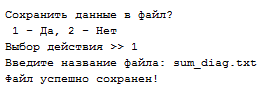 Сохранить данные в файл?
1 - Да, 2 - Нет
Выбор действия >> 1
Введите название файла: sum_diag.txt
Файл успешно сохранен!